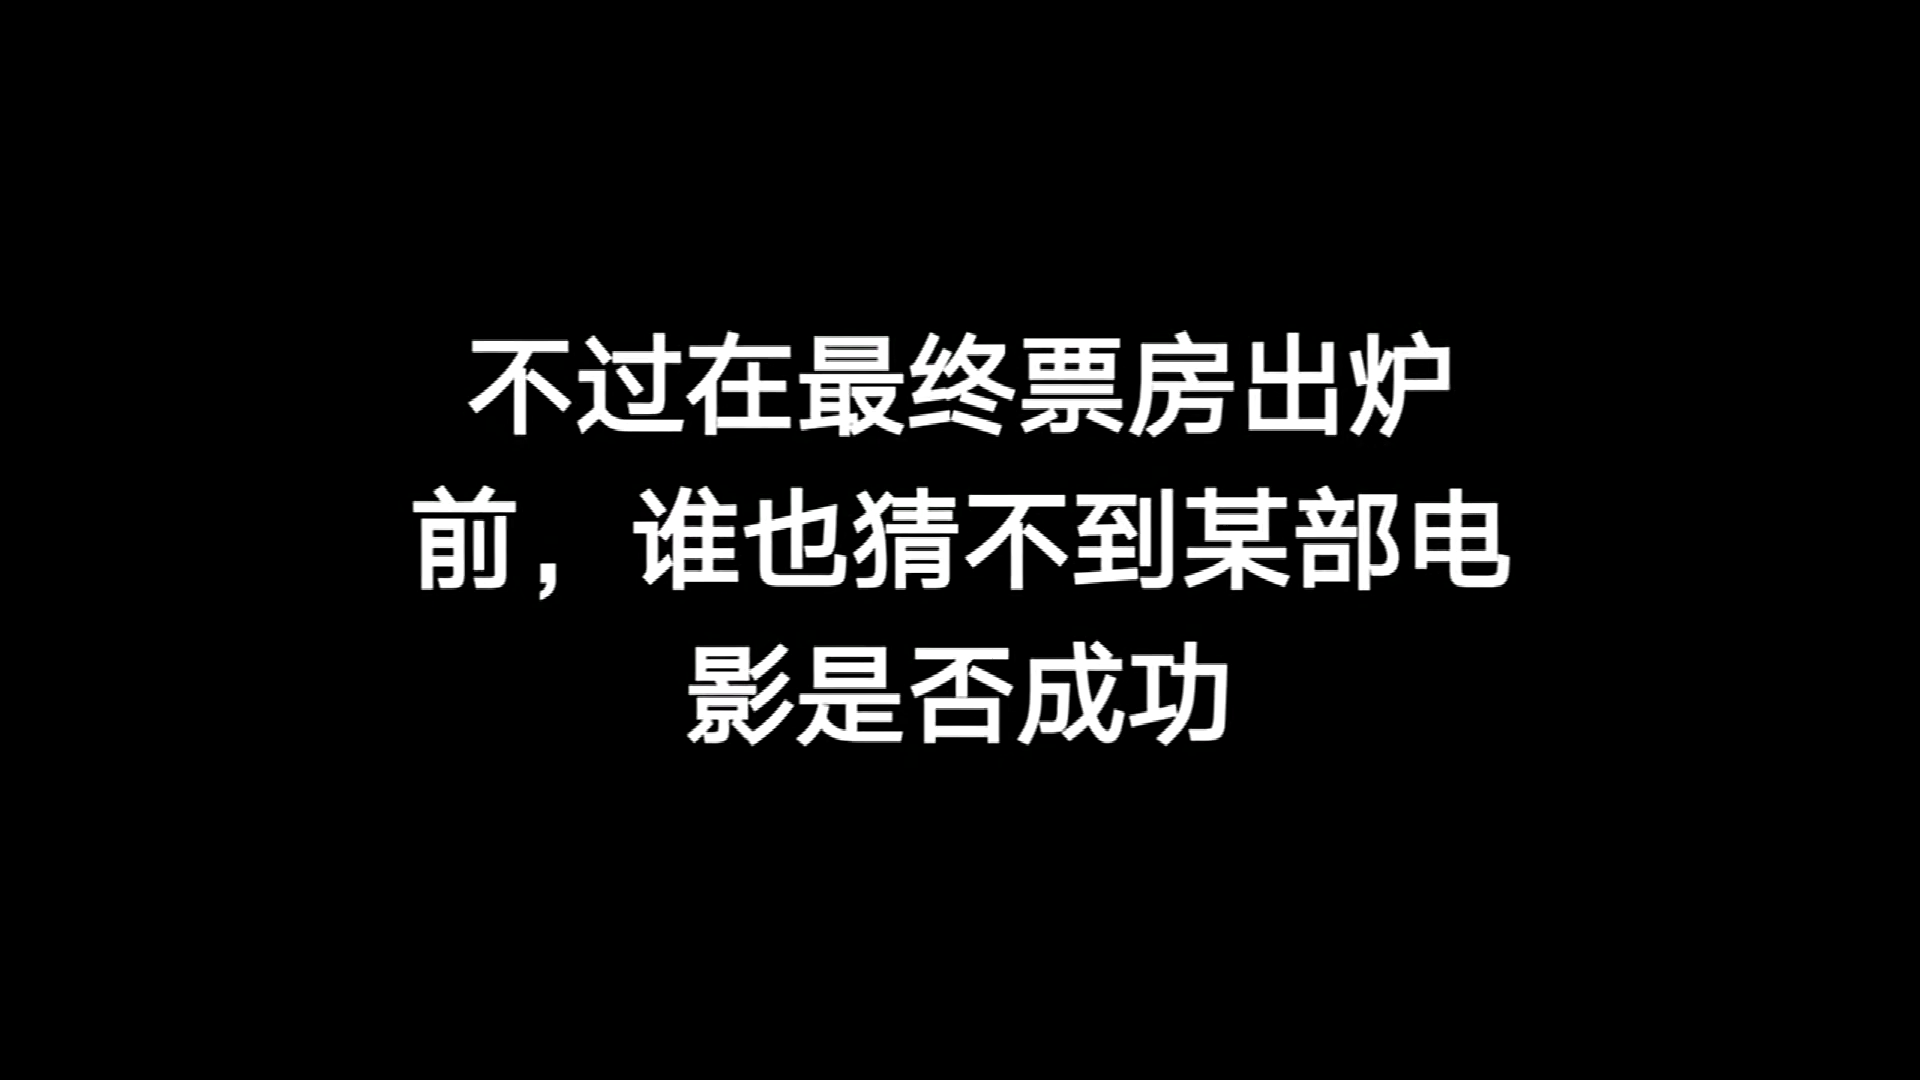 不过在最终票房出炉
前，谁也猜不到某部电
影是否成功